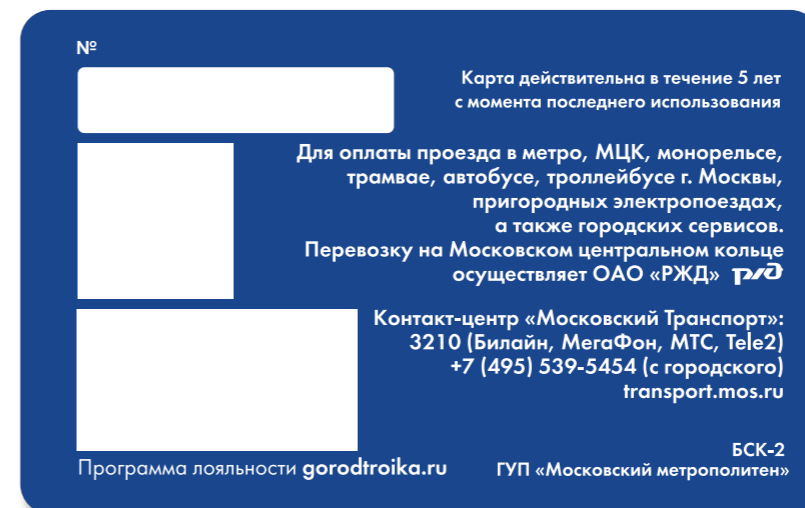 №
Карта действительна в течение 5 лет
с момента последнего использования
Для оплаты проезда в метро, МЦК, монорельсе,
трамвае, автобусе, троллейбусе г. Москвы,
пригородных электропоездах,
а также городских сервисов.
Перевозку на Московском центральном кольце
осуществляет ОАО «РЖД» ржд
Контакт-центр «Московский Транспорт»:
3210 (Билайн, МегаФон, МТС, Tele2)
+7 (495) 539-5454 (с городского)
transport.mos.ru
БСК-2
Программа лояльности gorodtroika.ru ГУП «Московский метрополитен»